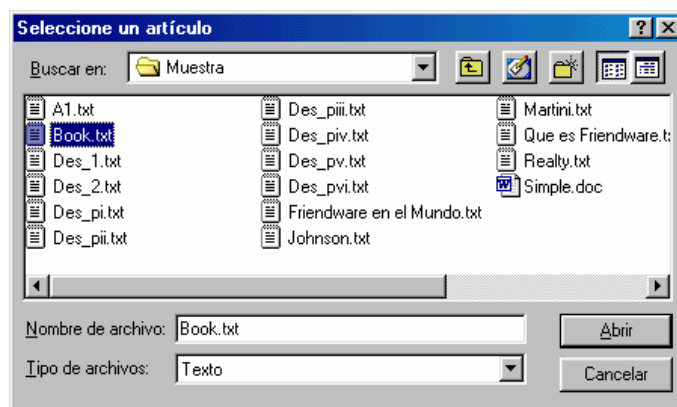 Seleccione un artículo
Buscar en: Muestra
A1.txt
Book.txt
Des_1.txt
Des_2.txt
Des_pi.txt
Des_pii.txt
Des_piii.txt
Des_piv.txt
Des_pv.txt
Des_pvi.txt
Friendware en el Mundo.txt
Johnson.txt
Martini.txt
Que es Friendware.t
Realty.txt
Simple.doc
Nombre de archivo: Book.txt
Abrir
Tipo de archivos: Texto
Cancelar